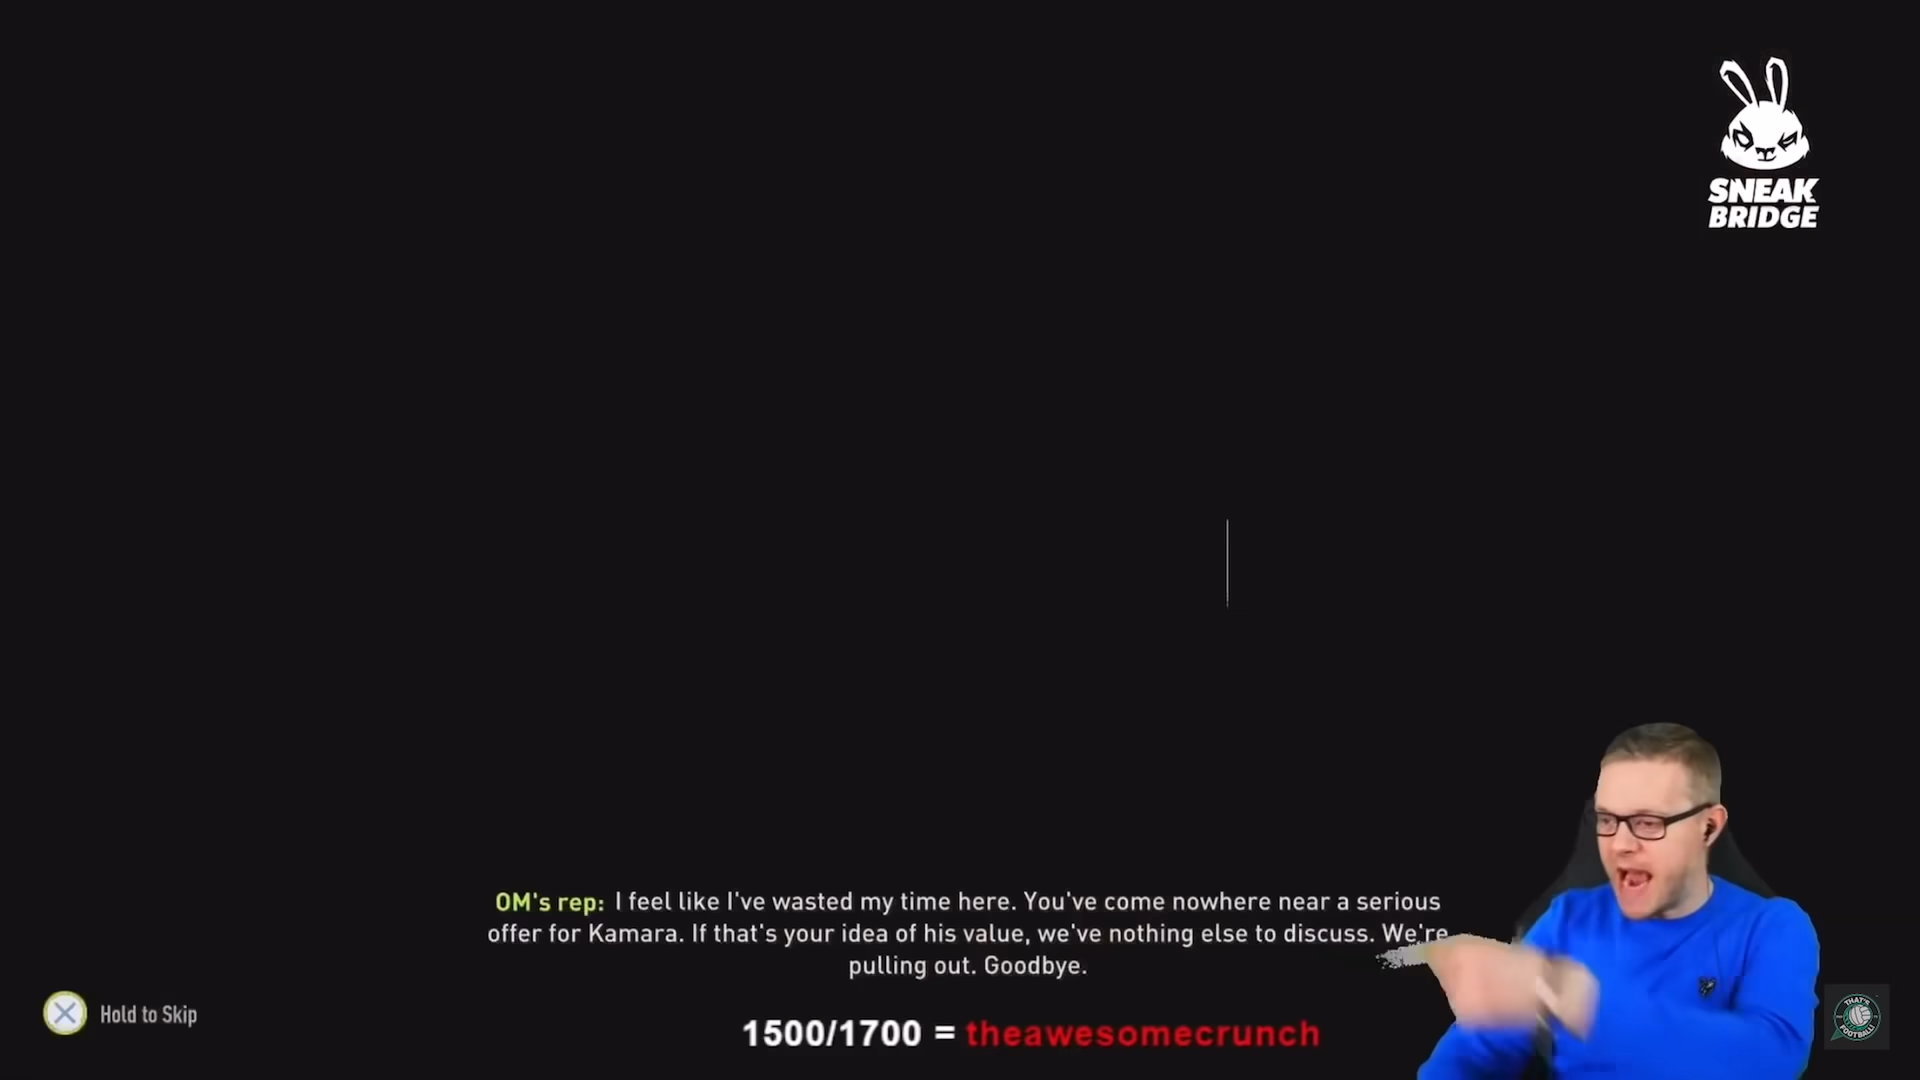 SNEAK
BRIDGE
OM's rep: I feel like I've wasted my time here. You've come nowhere near a serious
offer for Kamara. If that's your idea of his value, we've nothing else to discuss. We're
pulling out. Goodbye.
Hold to Skip
1500/1700 = theawesomecrunch
THAT'S
FOOTBALL!